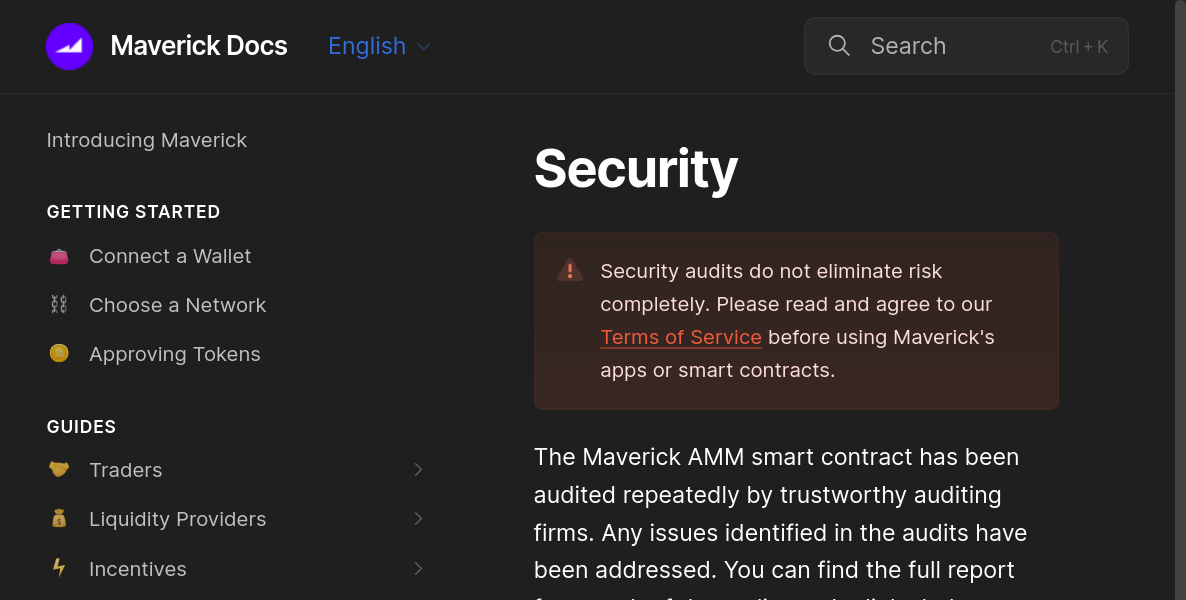 Maverick Docs
English
Search
Ctrl + K
Introducing Maverick
GETTING STARTED
Connect a Wallet
Choose a Network
Approving Tokens
GUIDES
Traders
Liquidity Providers
Incentives
Security
Security audits do not eliminate risk
completely. Please read and agree to our
Terms of Service before using Maverick's
apps or smart contracts.
The Maverick AMM smart contract has been
audited repeatedly by trustworthy auditing
firms. Any issues identified in the audits have
been addressed. You can find the full report